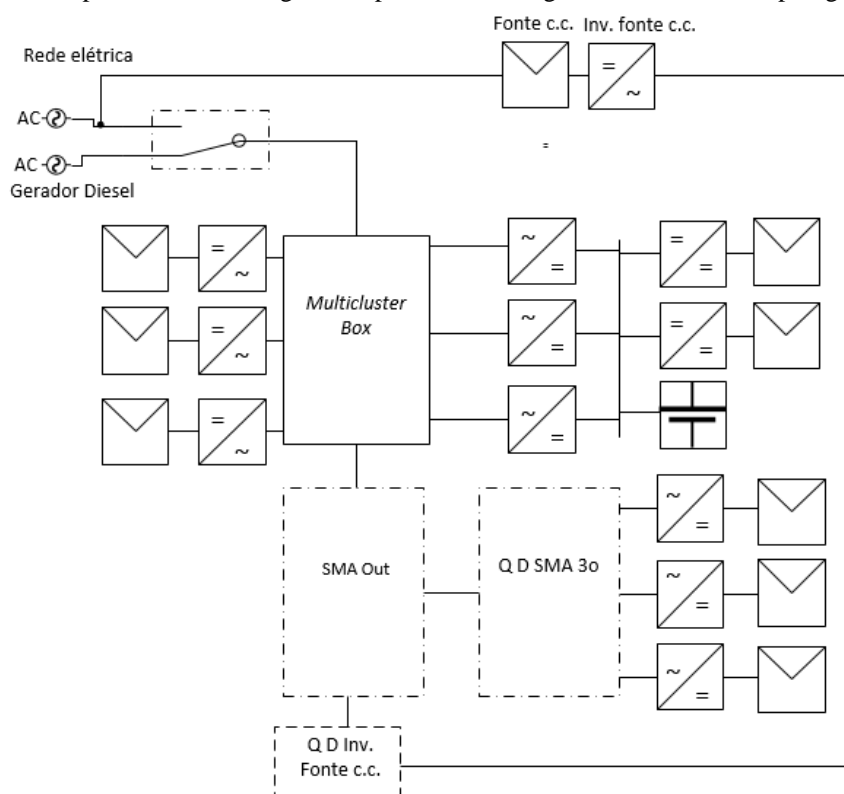 Fonte c.c.
Inv. fonte c.c.
Rede elétrica
=
~
AC
AC
Gerador Diesel
=
=
~
~
=
=
=
Multicluster
Box
=
~
~
=
=
=
=
~
~
=
SMA Out
Q D SMA 3o
~
=
~
=
~
=
Q D Inv.
Fonte c.c.